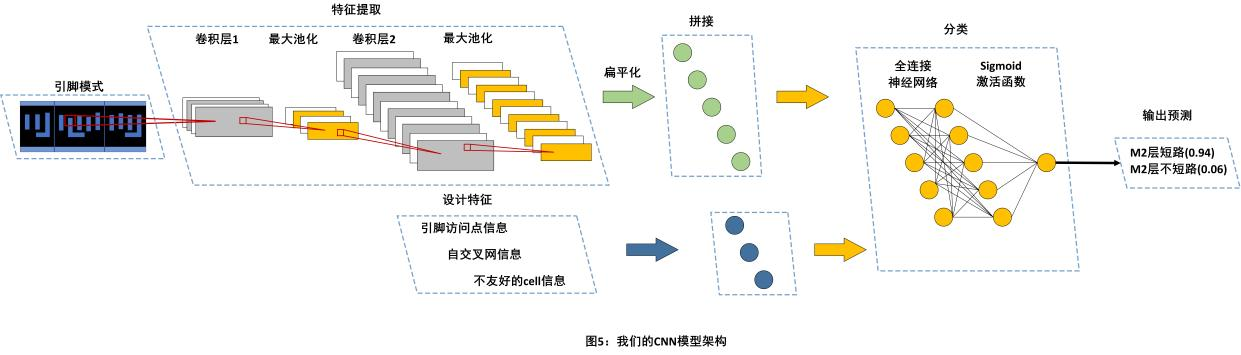 特征提取
卷积层1
最大池化
卷积层2
最大池化
引脚模式
扁平化
拼接
分类
全连接
神经网络
Sigmoid
激活函数
输出预测
M2层短路(0.94)
M2层不短路(0.06)
设计特征
引脚访问点信息
自交叉网信息
不友好的cell信息
图5：我们的CNN模型架构